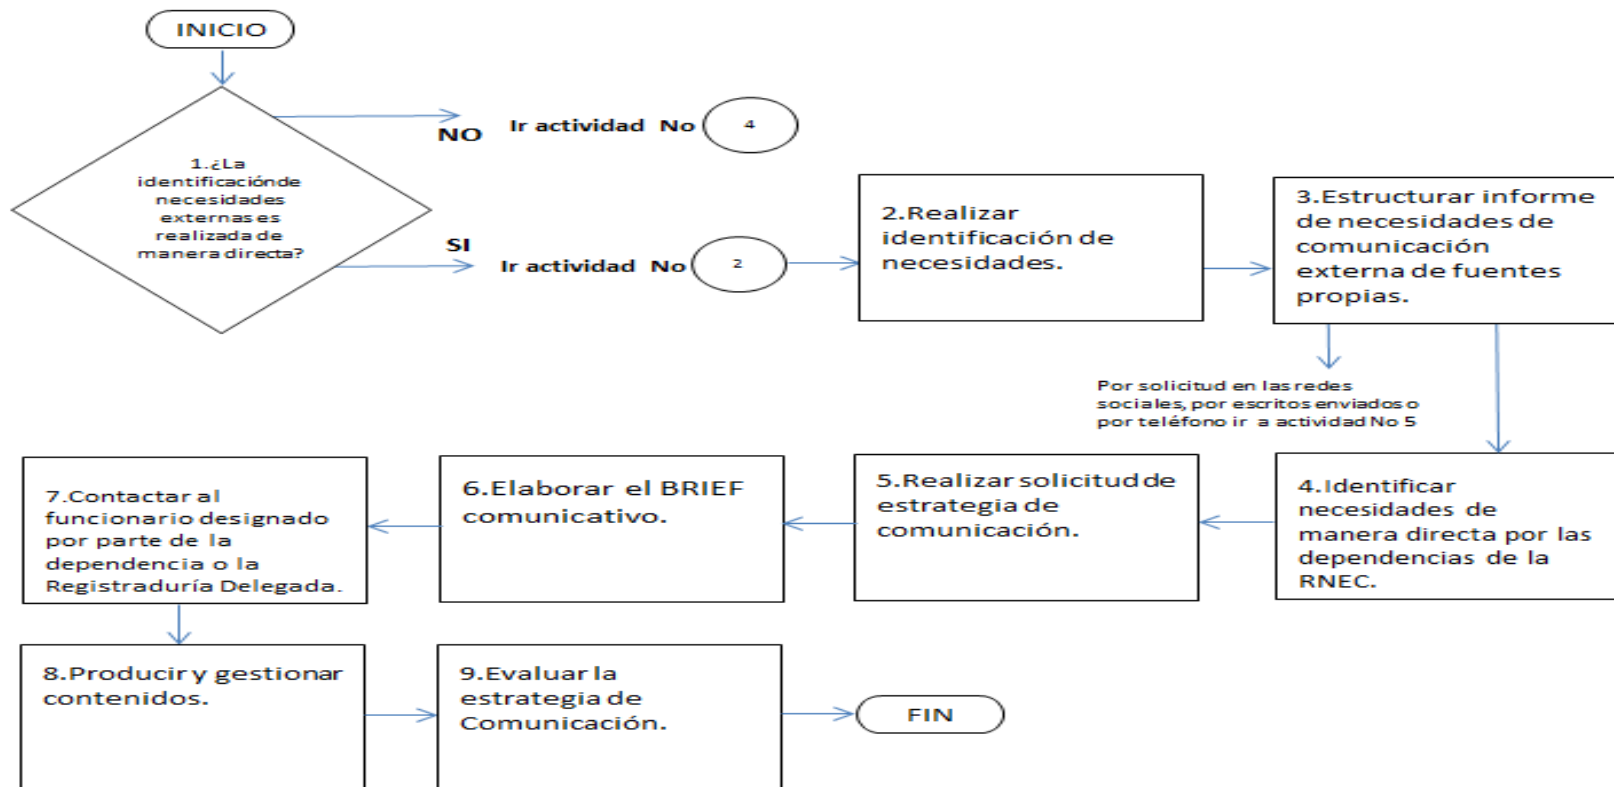 INICIO
NO
Ir actividad No
4
1.¿La
identificaciónde
necesidades
externas es
realizada de
manera directa?
SI
Ir actividad No
2
2.Realizar
identificación de
necesidades.
3.Estructurar informe
de necesidades de
comunicación
externa de fuentes
propias.
Por solicitud en las redes
sociales, por escritos enviados o
por teléfono ir a actividad No 5
4.Identificar
necesidades de
manera directa por las
dependencias de la
RNEC.
5.Realizar solicitud de
estrategia de
comunicación.
6.Elaborar el BRIEF
comunicativo.
7.Contactar al
funcionario designado
por parte de la
dependencia o la
Registraduría Delegada.
8.Producir y gestionar
contenidos.
9.Evaluar la
estrategia de
Comunicación.
FIN